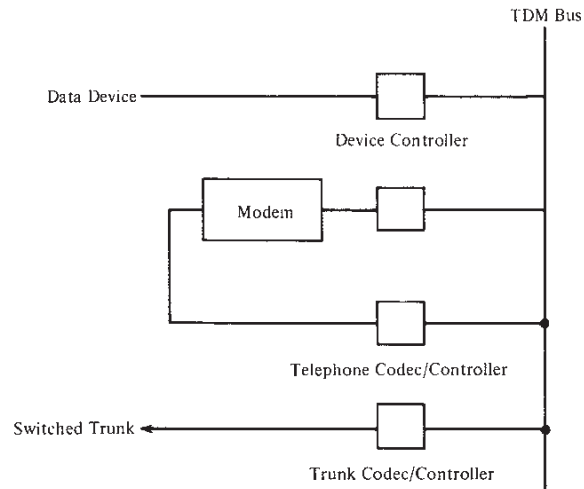 TDM Bus
Data Device
Device Controller
Modem
Telephone Codec/Controller
Switched Trunk
Trunk Codec/Controller